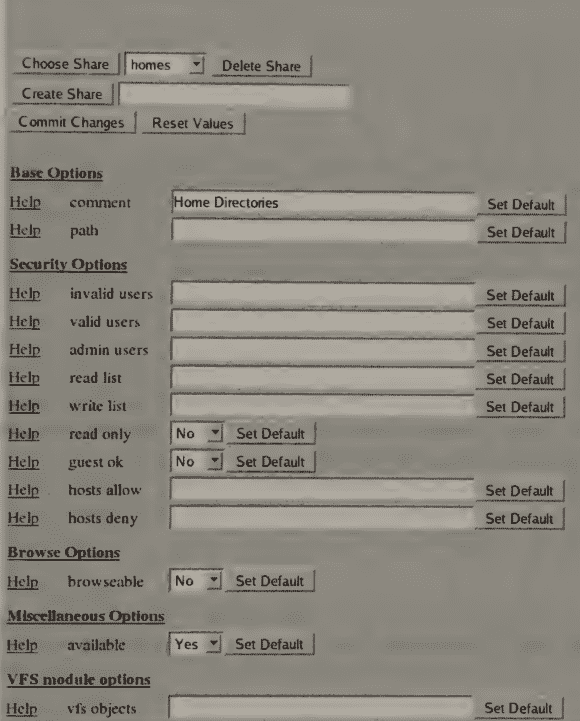 Choose Share homes Delete Share
Create Share
Commit Changes Reset Values
Base Options
Help comment Home Directories Set Default
Help path Set Default
Security Options
Help invalid users Set Default
Help valid users Set Default
Help admin users Set Default
Help read list Set Default
Help write list Set Default
Help read only No Set Default
Help guest ok No Set Default
Help hosts allow Set Default
Help hosts deny Set Default
Browse Options
Help browseable No Set Default
Miscellaneous Options
Help available Yes Set Default
VFS module options
Help vfs objects Set Default